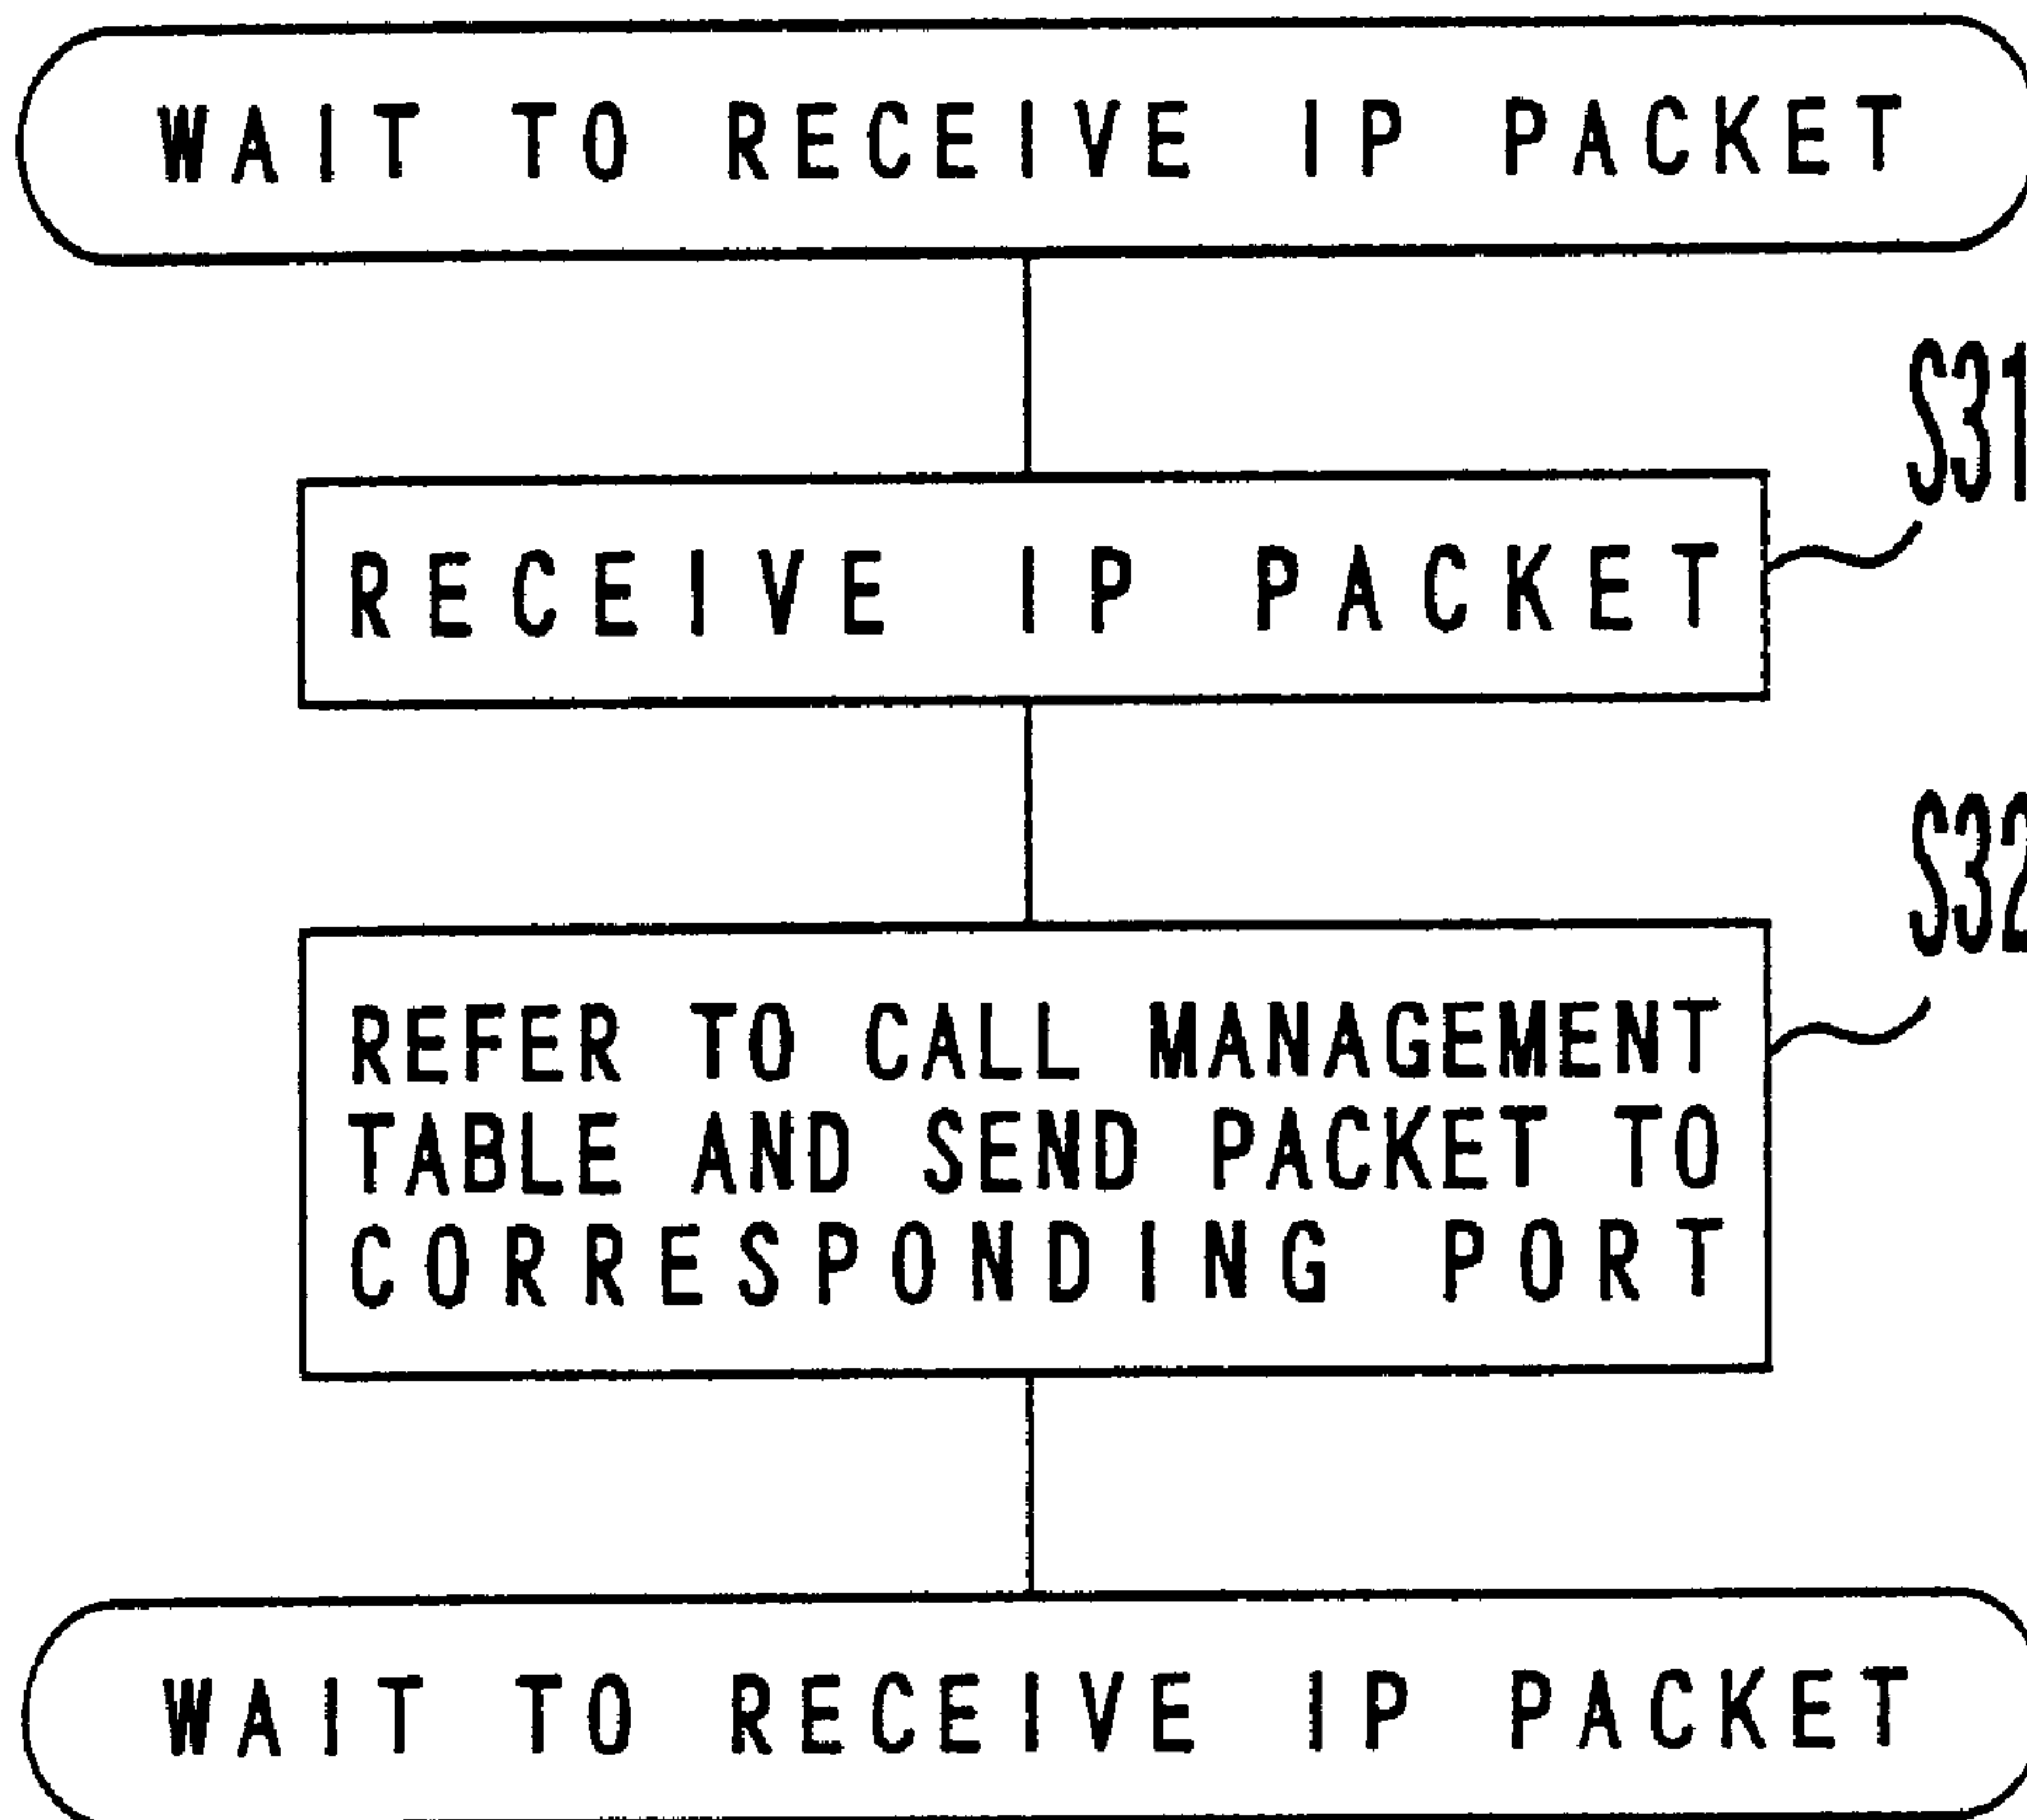 WAIT TO RECEIVE IP PACKET
S31
RECEIVE IP PACKET
S32
REFER TO CALL MANAGEMENT
TABLE AND SEND PACKET TO
CORRESPONDING PORT
WAIT TO RECEIVE IP PACKET